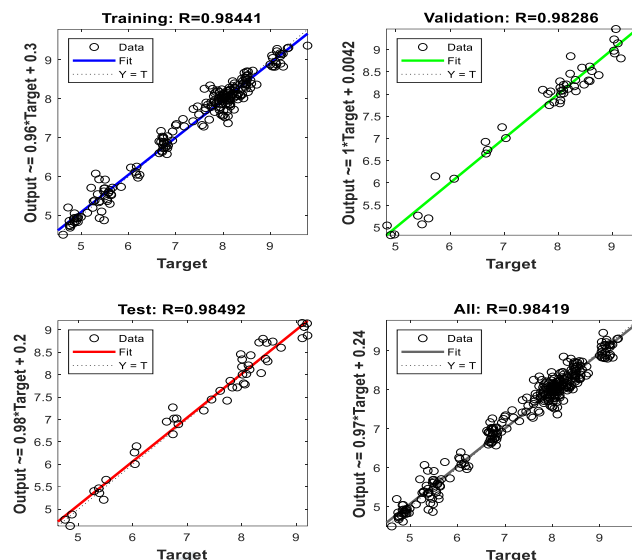 Training: R=0.98441
Output ~= 0.96*Target + 0.3
Data
Fit
Y = T
9
8
7
6
5
5 6 7 8 9
Target
Validation: R=0.98286
Output ~= 1*Target + 0.0042
Data
Fit
Y = T
9
8.5
8
7.5
7
6.5
6
5.5
5
5 6 7 8 9
Target
Test: R=0.98492
Output ~= 0.98*Target + 0.2
Data
Fit
Y = T
9
8.5
8
7.5
7
6.5
6
5.5
5
5 6 7 8 9
Target
All: R=0.98419
Output ~= 0.97*Target + 0.24
Data
Fit
Y = T
9
8
7
6
5
5 6 7 8 9
Target